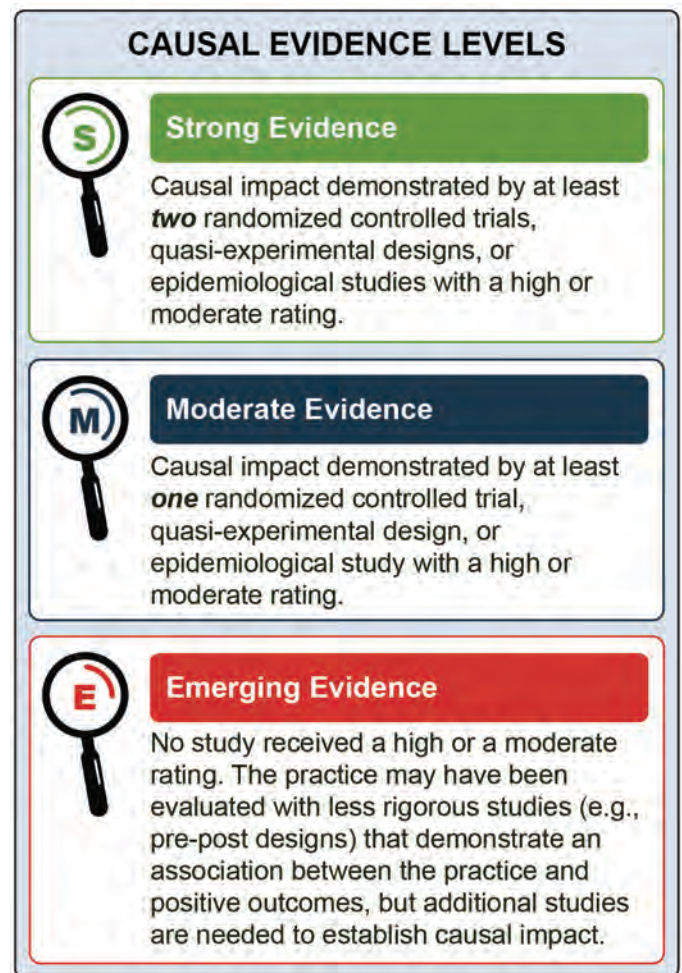 CAUSAL EVIDENCE LEVELS
S
Strong Evidence
Causal impact demonstrated by at least
two randomized controlled trials,
quasi-experimental designs, or
epidemiological studies with a high or
moderate rating.
M
Moderate Evidence
Causal impact demonstrated by at least
one randomized controlled trial,
quasi-experimental design, or
epidemiological study with a high or
moderate rating.
E
Emerging Evidence
No study received a high or a moderate
rating. The practice may have been
evaluated with less rigorous studies (e.g.,
pre-post designs) that demonstrate an
association between the practice and
positive outcomes, but additional studies
are needed to establish causal impact.